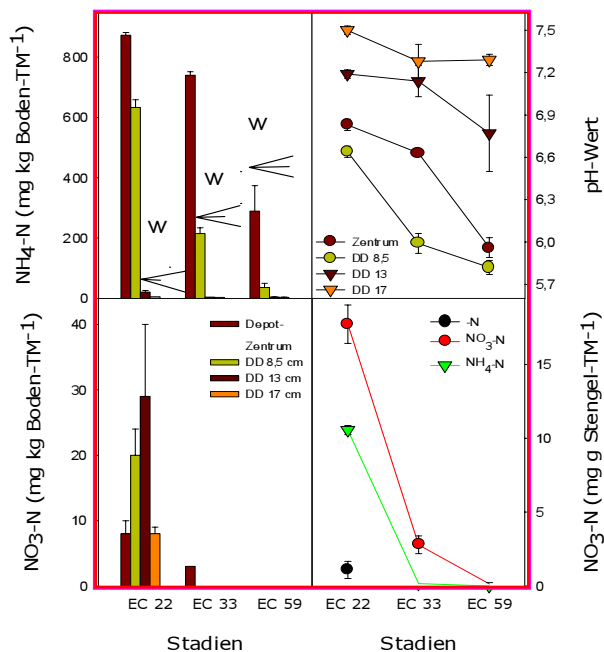 NH4-N (mg kg Boden-TM⁻¹)
800
600
400
200
0
W
W
W
7,5
7,2
6,9
6,6
6,3
6,0
5,7
pH-Wert
Zentrum
DD 8,5
DD 13
DD 17
NO3-N (mg kg Boden-TM⁻¹)
40
30
20
10
0
Depot-
Zentrum
DD 8,5 cm
DD 13 cm
DD 17 cm
-N
NO3-N
NH4-N
15
10
5
0
NO3-N (mg g Stengel-TM⁻¹)
EC 22 EC 33 EC 59 EC 22 EC 33 EC 59
Stadien Stadien